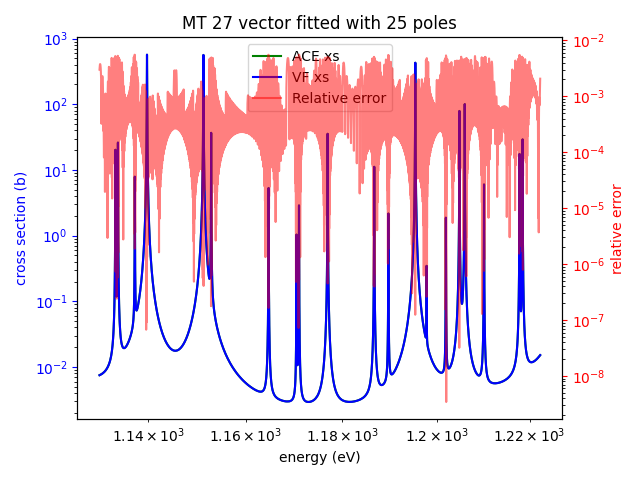 MT 27 vector fitted with 25 poles
ACE xs
VF xs
Relative error
10³
10²
10¹
10⁰
10⁻¹
10⁻²
cross section (b)
10⁻²
10⁻³
10⁻⁴
10⁻⁵
10⁻⁶
10⁻⁷
10⁻⁸
relative error
1.14 × 10³ 1.16 × 10³ 1.18 × 10³ 1.2 × 10³ 1.22 × 10³
energy (eV)